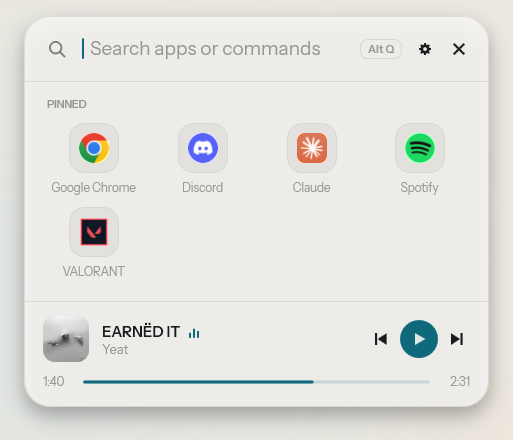 Search apps or commands
Alt Q
PINNED
Google Chrome
Discord
Claude
Spotify
VALORANT
EARNËD IT
Yeat
1:40
2:31